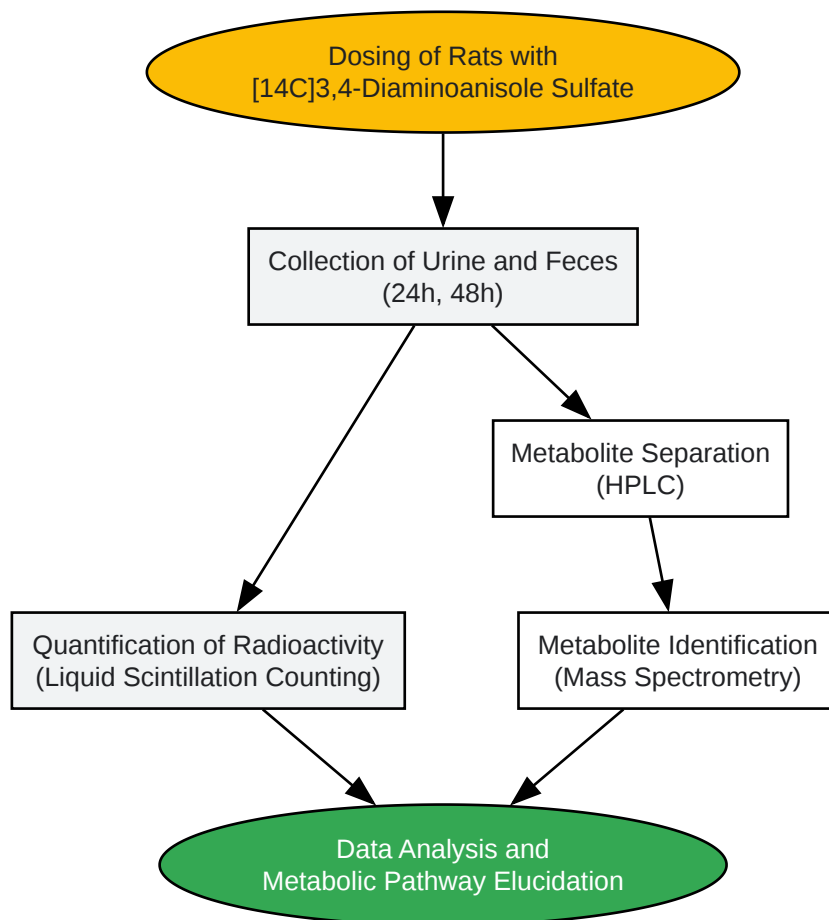 Dosing of Rats with
[14C]3,4-Diaminoanisole Sulfate
Collection of Urine and Feces
(24h, 48h)
Metabolite Separation
(HPLC)
Quantification of Radioactivity
(Liquid Scintillation Counting)
Metabolite Identification
(Mass Spectrometry)
Data Analysis and
Metabolic Pathway Elucidation